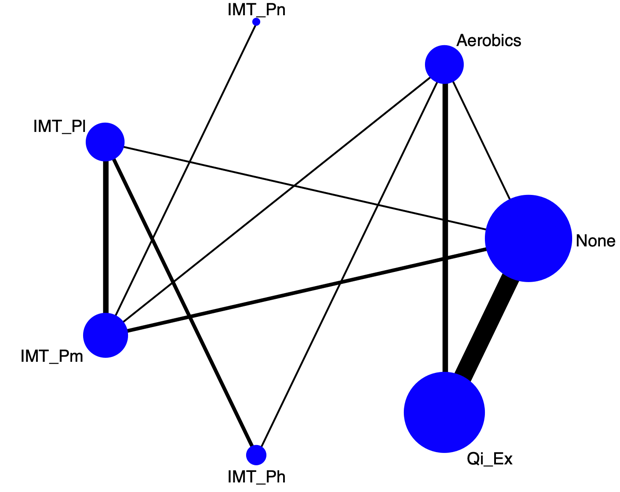 IMT_Pn
Aerobics
IMT_Pl
None
IMT_Pm
Qi_Ex
IMT_Ph